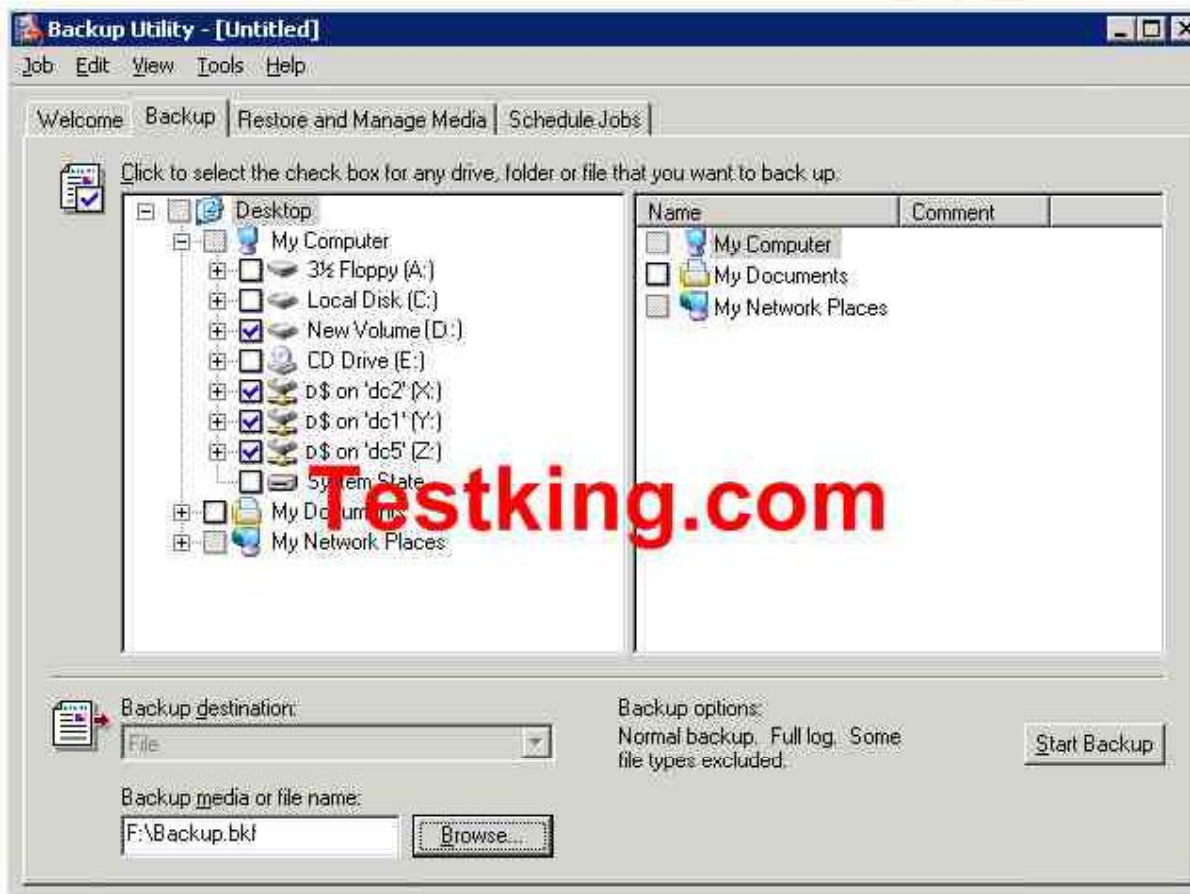 Backup Utility - [Untitled]
Job Edit View Tools Help
Welcome Backup Restore and Manage Media Schedule Jobs
Click to select the check box for any drive, folder or file that you want to back up.
Desktop
My Computer
3½ Floppy (A:)
Local Disk (C:)
New Volume (D:)
CD Drive (E:)
D$ on 'dc2' (X:)
D$ on 'dc1' (Y:)
D$ on 'dc5' (Z:)
System State
My Documents
My Network Places
Name Comment
My Computer
My Documents
My Network Places
Testking.com
Backup destination:
File
Backup media or file name:
F:\Backup.bkf
Browse...
Backup options:
Normal backup. Full log. Some
file types excluded.
Start Backup